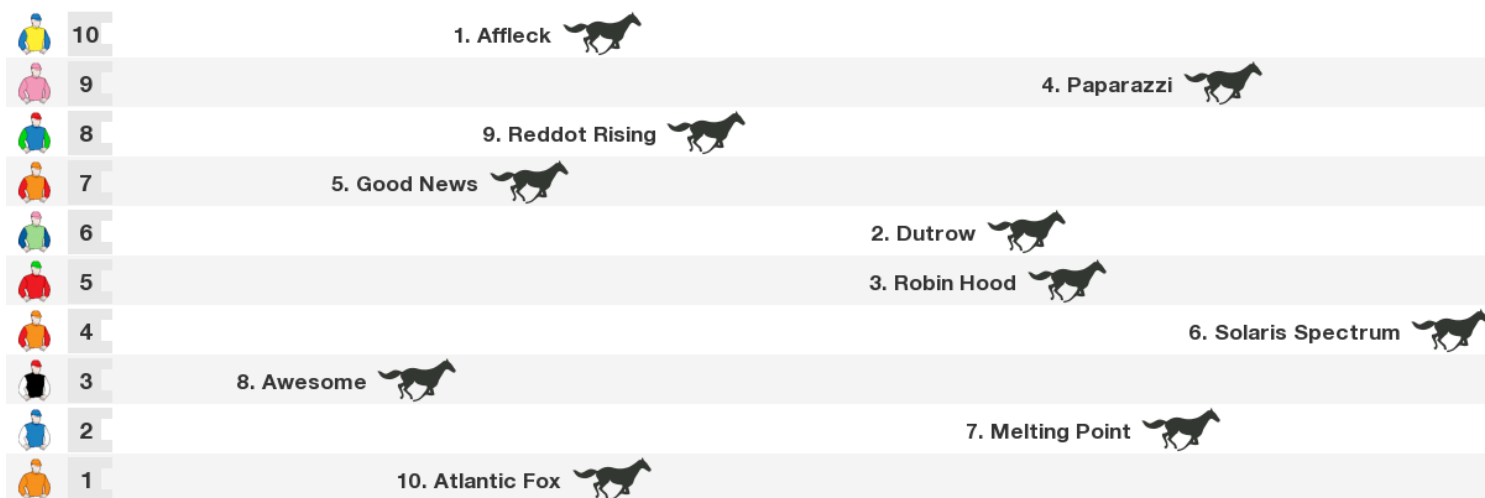 10 1. Affleck
9 4. Paparazzi
8 9. Reddot Rising
7 5. Good News
6 2. Dutrow
5 3. Robin Hood
4 6. Solaris Spectrum
3 8. Awesome
2 7. Melting Point
1 10. Atlantic Fox